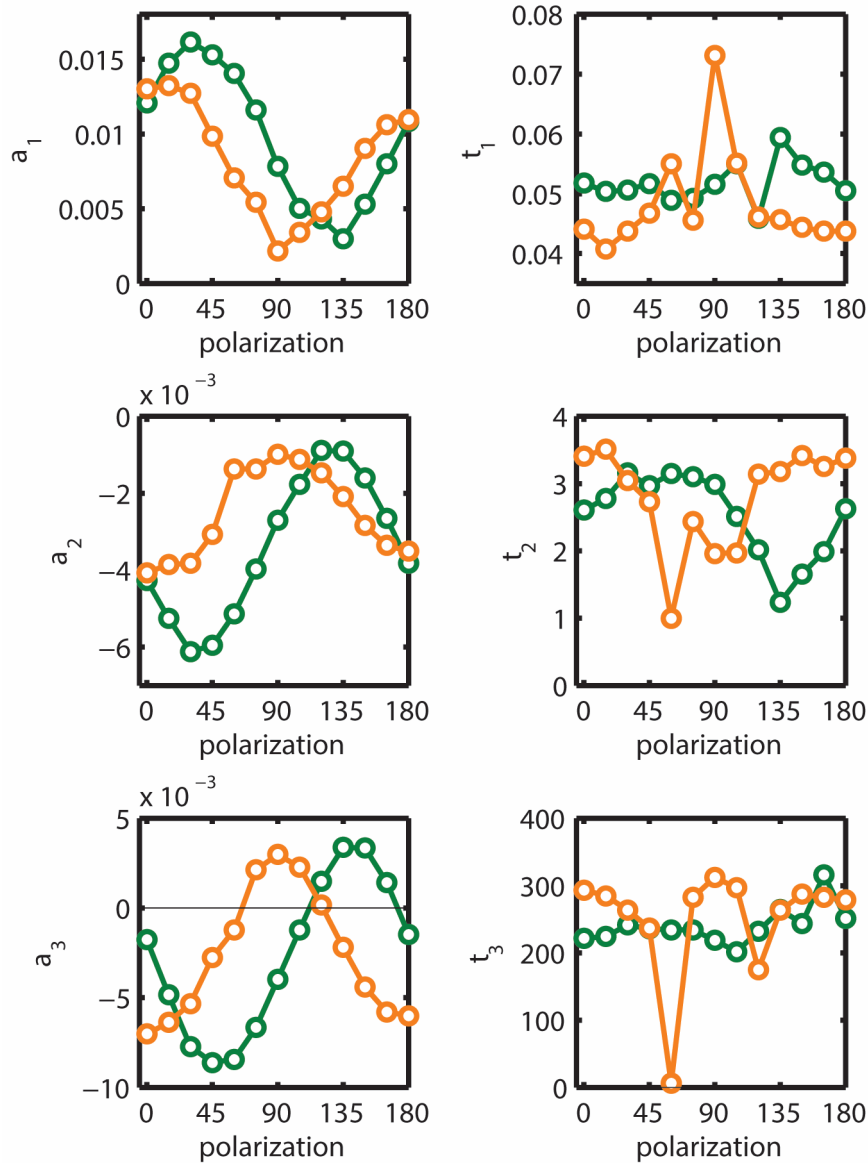 0.015
0.01
0.005
0
a1
0 45 90 135 180
polarization
0.08
0.07
0.06
0.05
0.04
t1
0 45 90 135 180
polarization
x 10 −3
0
−2
−4
−6
a2
0 45 90 135 180
polarization
4
3
2
1
0
t2
0 45 90 135 180
polarization
x 10 −3
5
0
−5
−10
a3
0 45 90 135 180
polarization
400
300
200
100
0
t3
0 45 90 135 180
polarization